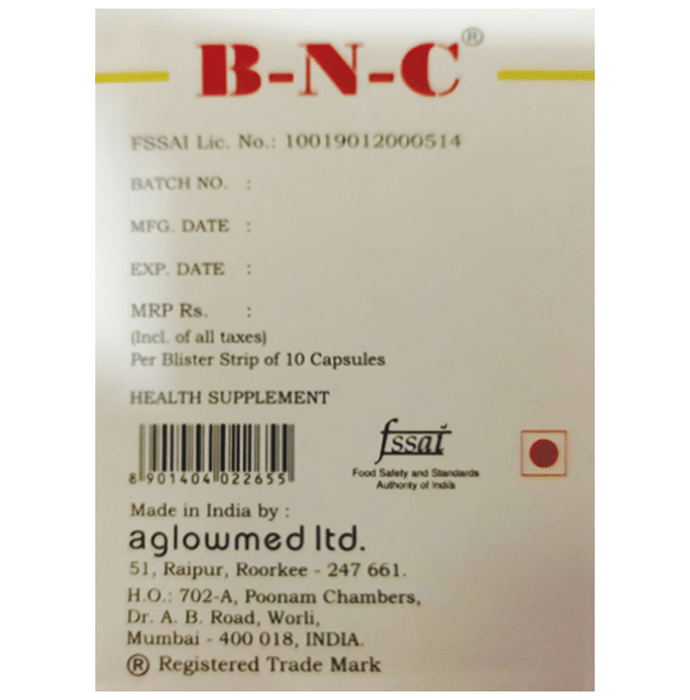 B-N-C®
FSSAI Lic. No.: 10019012000514
BATCH NO. :
MFG. DATE :
EXP. DATE :
MRP Rs. :
(Incl. of all taxes)
Per Blister Strip of 10 Capsules
HEALTH SUPPLEMENT
8 901404 022655
fssai
Food Safety and Standards
Authority of India
Made in India by :
aglowmed ltd.
51, Raipur, Roorkee - 247 661.
H.O.: 702-A, Poonam Chambers,
Dr. A. B. Road, Worli,
Mumbai - 400 018, INDIA.
® Registered Trade Mark